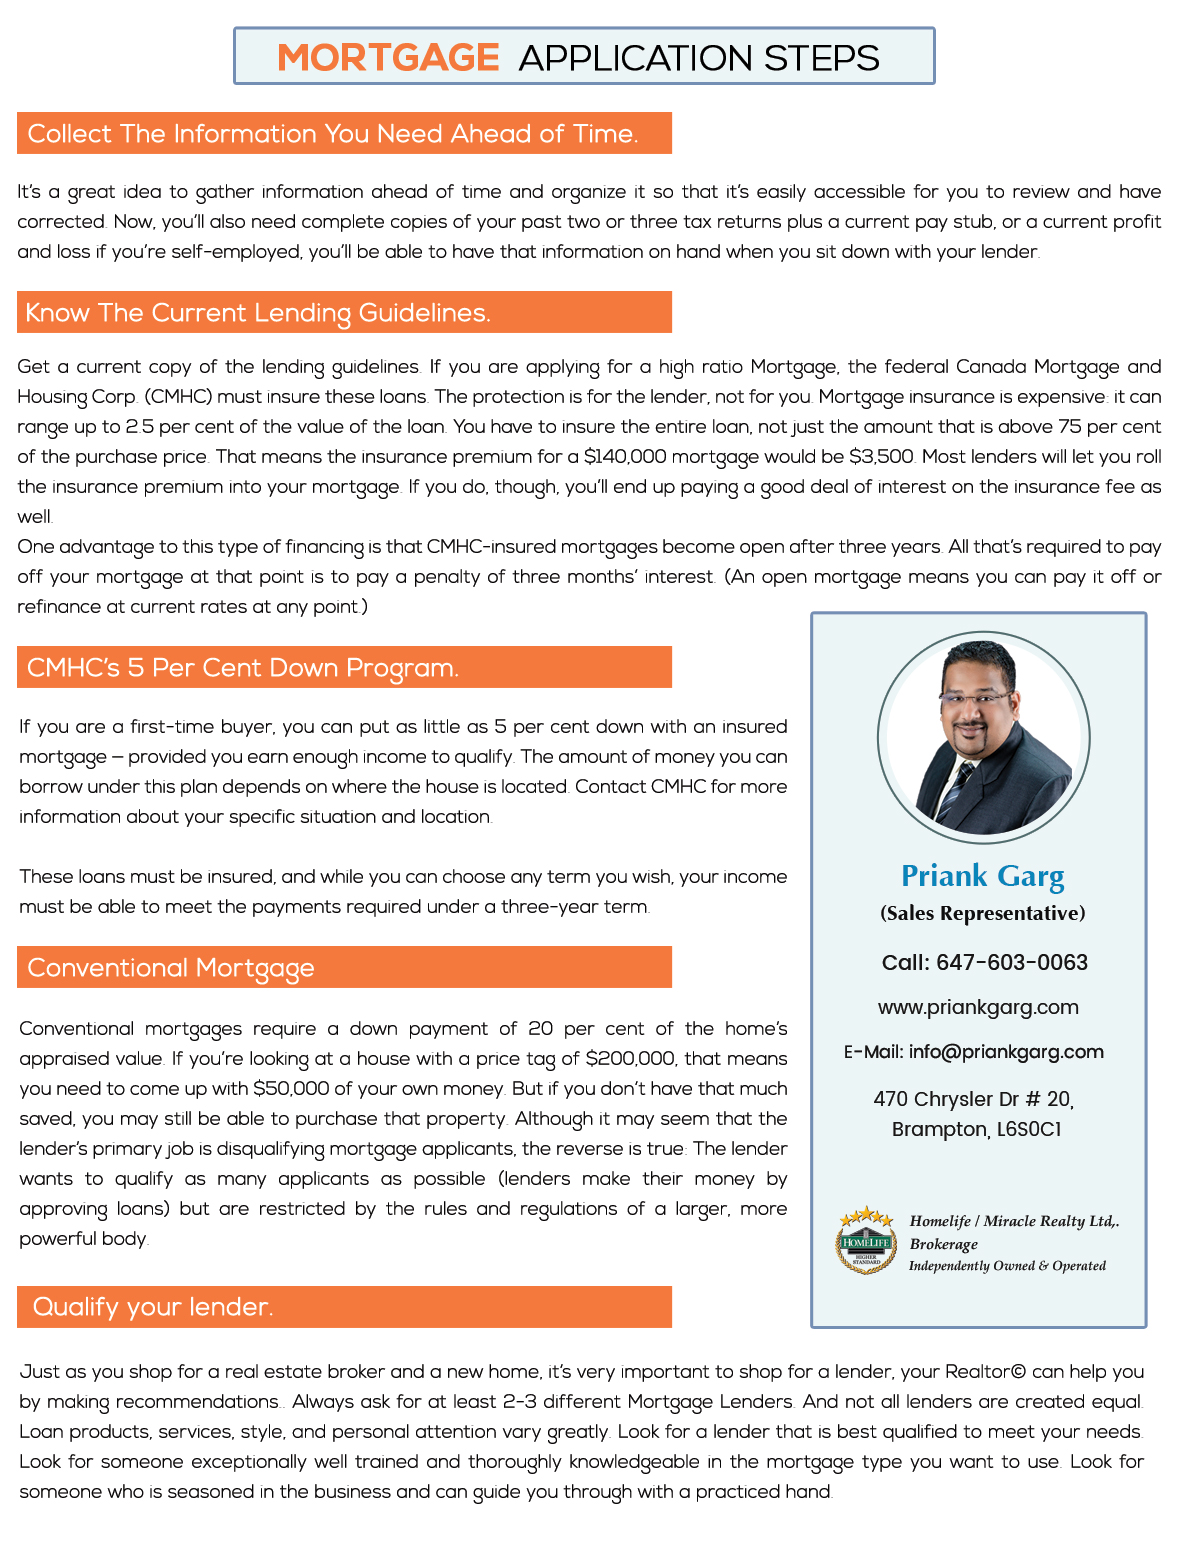 MORTGAGE APPLICATION STEPS
Collect The Information You Need Ahead of Time.
It's a great idea to gather information ahead of time and organize it so that it's easily accessible for you to review and have
corrected. Now, you'll also need complete copies of your past two or three tax returns plus a current pay stub, or a current profit
and loss if you're self-employed, you'll be able to have that information on hand when you sit down with your lender.
Know The Current Lending Guidelines.
Get a current copy of the lending guidelines. If you are applying for a high ratio Mortgage, the federal Canada Mortgage and
Housing Corp. (CMHC) must insure these loans. The protection is for the lender, not for you. Mortgage insurance is expensive: it can
range up to 2.5 per cent of the value of the loan. You have to insure the entire loan, not just the amount that is above 75 per cent
of the purchase price. That means the insurance premium for a $140,000 mortgage would be $3,500. Most lenders will let you roll
the insurance premium into your mortgage. If you do, though, you'll end up paying a good deal of interest on the insurance fee as
well.
One advantage to this type of financing is that CMHC-insured mortgages become open after three years. All that's required to pay
off your mortgage at that point is to pay a penalty of three months' interest. (An open mortgage means you can pay it off or
refinance at current rates at any point.)
CMHC's 5 Per Cent Down Program.
If you are a first-time buyer, you can put as little as 5 per cent down with an insured
mortgage – provided you earn enough income to qualify. The amount of money you can
borrow under this plan depends on where the house is located. Contact CMHC for more
information about your specific situation and location.
These loans must be insured, and while you can choose any term you wish, your income
must be able to meet the payments required under a three-year term.
Conventional Mortgage
Conventional mortgages require a down payment of 20 per cent of the home's
appraised value. If you're looking at a house with a price tag of $200,000, that means
you need to come up with $50,000 of your own money. But if you don't have that much
saved, you may still be able to purchase that property. Although it may seem that the
lender's primary job is disqualifying mortgage applicants, the reverse is true: The lender
wants to qualify as many applicants as possible (lenders make their money by
approving loans) but are restricted by the rules and regulations of a larger, more
powerful body.
Priank Garg
(Sales Representative)
Call: 647-603-0063
www.priankgarg.com
E-Mail: info@priankgarg.com
470 Chrysler Dr # 20,
Brampton, L6S0C1
HOMELIFE
HIGHER
STANDARD
Homelife / Miracle Realty Ltd,.
Brokerage
Independently Owned & Operated
Qualify your lender.
Just as you shop for a real estate broker and a new home, it's very important to shop for a lender, your Realtor© can help you
by making recommendations.. Always ask for at least 2-3 different Mortgage Lenders. And not all lenders are created equal.
Loan products, services, style, and personal attention vary greatly. Look for a lender that is best qualified to meet your needs.
Look for someone exceptionally well trained and thoroughly knowledgeable in the mortgage type you want to use. Look for
someone who is seasoned in the business and can guide you through with a practiced hand.